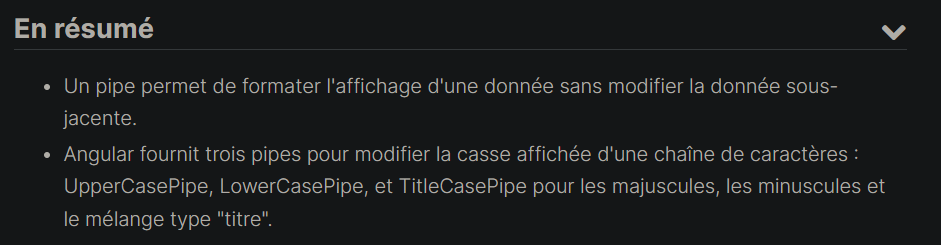 En résumé
• Un pipe permet de formater l'affichage d'une donnée sans modifier la donnée sous-
jacente.
• Angular fournit trois pipes pour modifier la casse affichée d'une chaîne de caractères :
UpperCasePipe, LowerCasePipe, et TitleCasePipe pour les majuscules, les minuscules et
le mélange type "titre".